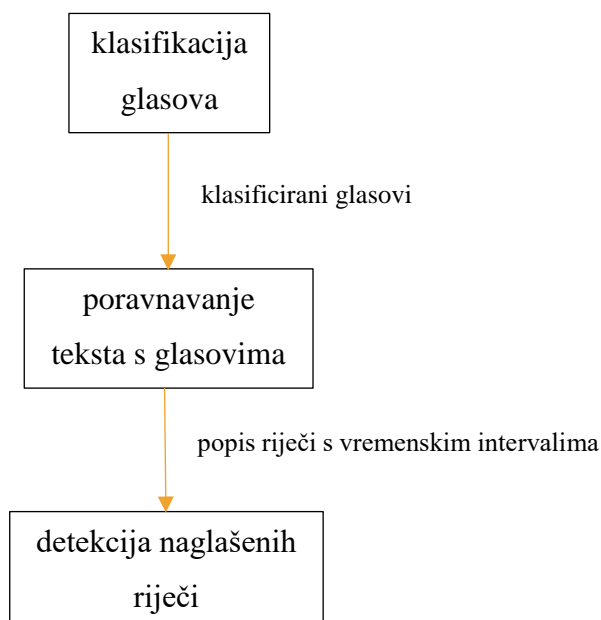 klasifikacija
glasova
klasificirani glasovi
poravnavanje
teksta s glasovima
popis riječi s vremenskim intervalima
detekcija naglašenih
riječi